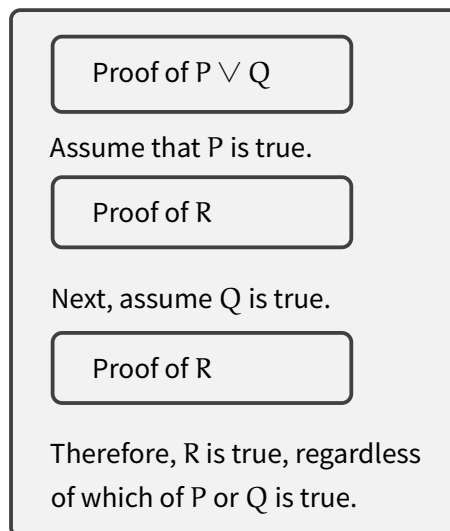 Proof of P ∨ Q
Assume that P is true.
Proof of R
Next, assume Q is true.
Proof of R
Therefore, R is true, regardless
of which of P or Q is true.